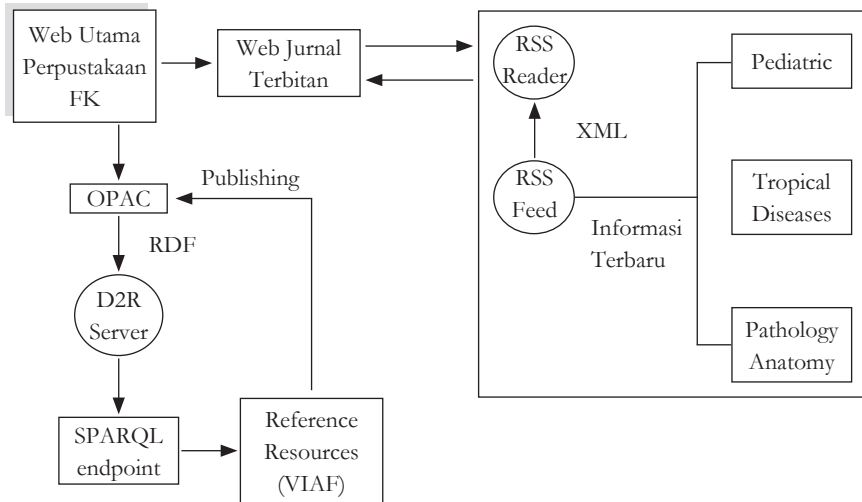 Web Utama
Perpustakaan
FK
Web Jurnal
Terbitan
RSS
Reader
Pediatric
XML
OPAC
Publishing
RSS
Feed
Tropical
Diseases
Informasi
Terbaru
RDF
D2R
Server
Pathology
Anatomy
SPARQL
endpoint
Reference
Resources
(VIAF)